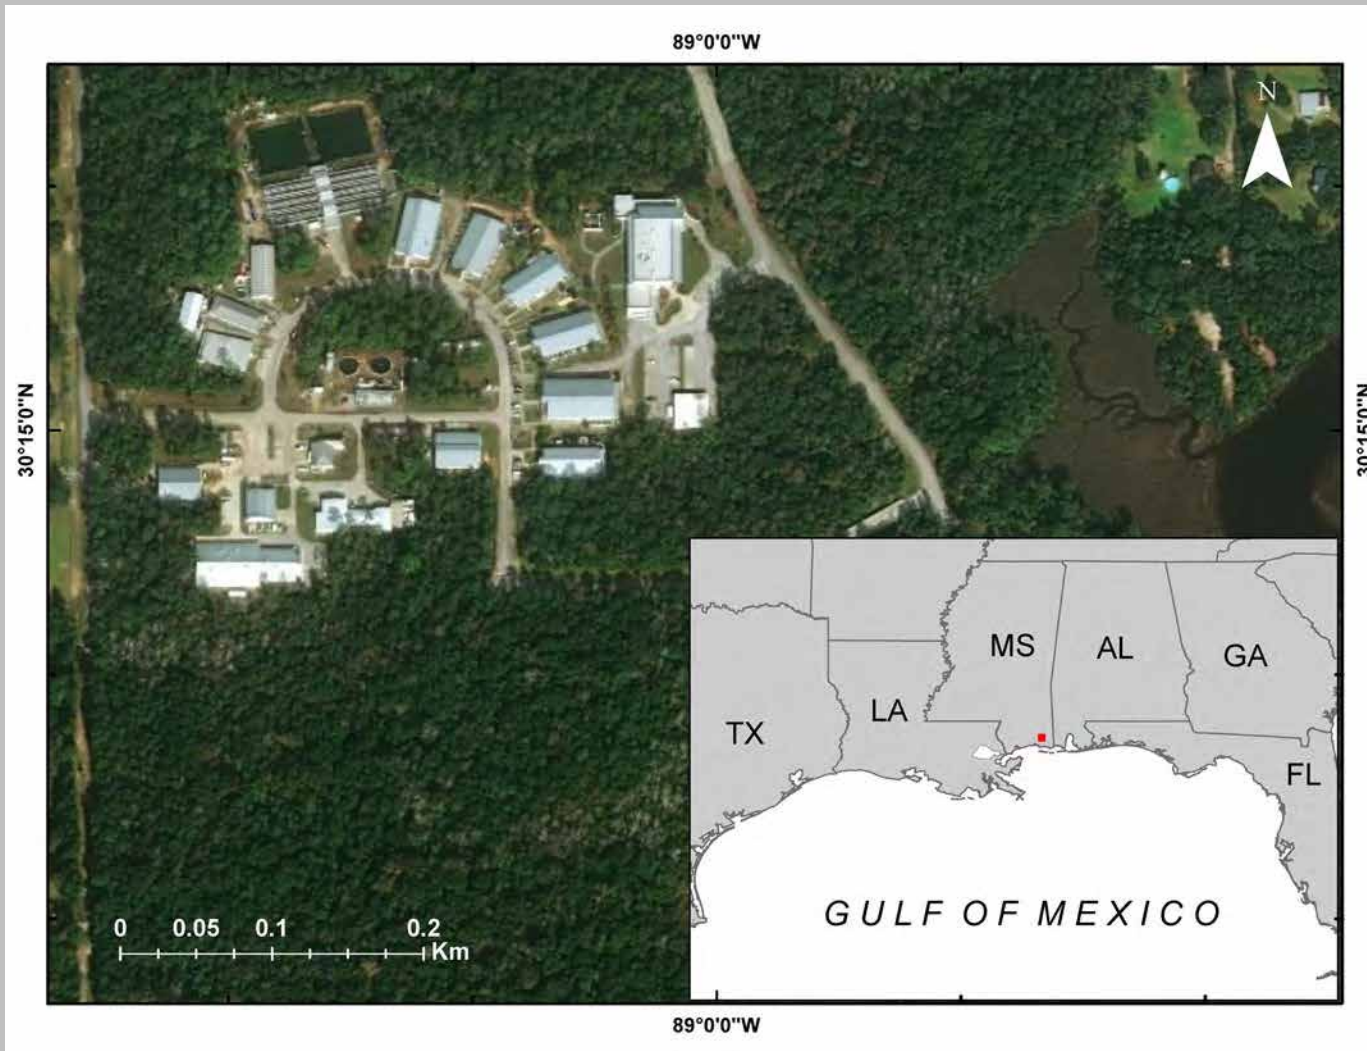 89°0'0"W
N
30°15'0"N
30°15'0"N
MS
AL
GA
LA
TX
FL
GULF OF MEXICO
0 0.05 0.1 0.2
Km
89°0'0"W